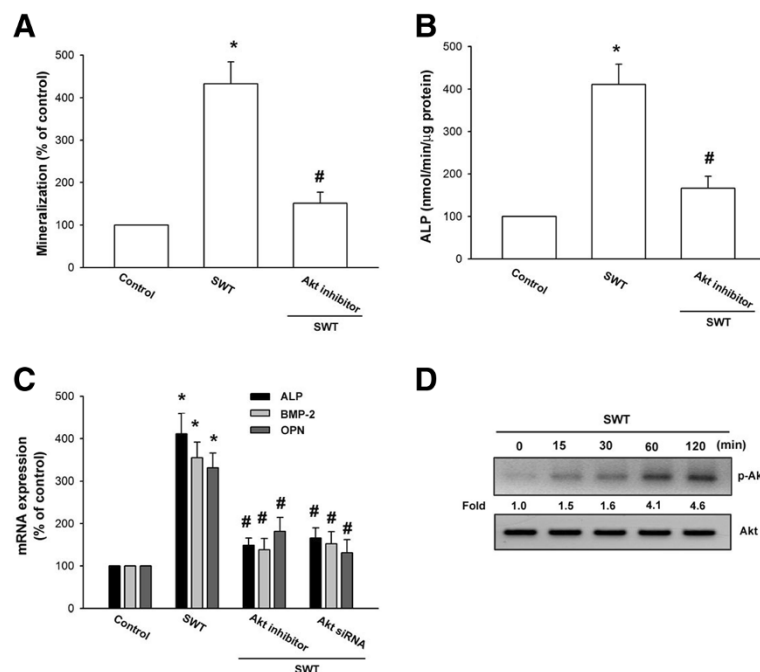 A
Mineralization (% of control)
500
400
300
200
100
0
*
#
Control
SWT
Akt inhibitor
SWT
B
ALP (nmol/min/µg protein)
500
400
300
200
100
0
*
#
Control
SWT
Akt inhibitor
SWT
C
mRNA expression
(% of control)
500
400
300
200
100
0
* * *
ALP
BMP-2
OPN
# # #
# # #
Control
SWT
Akt inhibitor
Akt siRNA
SWT
D
SWT
0 15 30 60 120 (min)
p-Ak
Fold 1.0 1.5 1.6 4.1 4.6
Akt